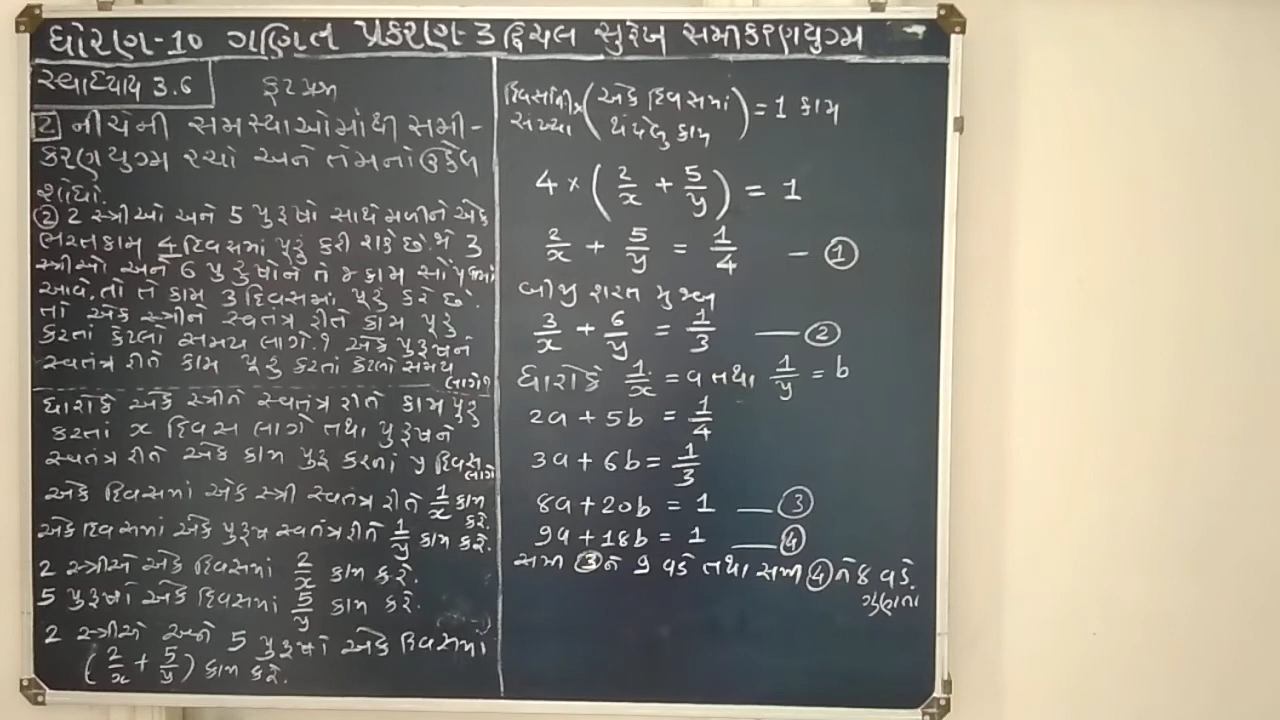 ધોરણ-10 ગણિત પ્રકરણ-3 દ્વિચલ સુરેખ સમીકરણયુગ્મ
સ્વાધ્યાય 3.6 કૂટપ્રશ્ન
2 નીચેની સમસ્યાઓમાંથી સમી-
કરણયુગ્મ રચો અને તેમનાં ઉકેલ
શોધો.
② 2 સ્ત્રીઓ અને 5 પુરૂષો સાથે મળીને એક
ભરતકામ 4 દિવસમાં પૂરું કરી શકે છે. જો 3
સ્ત્રીઓ અને 6 પુરુષોને તે જ કામ સોંપવામાં
આવે, તો તે કામ 3 દિવસમાં પૂરું કરે છે.
તો એક સ્ત્રીને સ્વતંત્ર રીતે કામ પૂરું
કરતાં કેટલો સમય લાગે? એક પુરૂષને
સ્વતંત્ર રીતે કામ પૂરું કરતાં કેટલો સમય
લાગે?
ધારોકે એક સ્ત્રીને સ્વતંત્ર રીતે કામ પુરું
કરતાં x દિવસ લાગે તથા પુરૂષને
સ્વતંત્ર રીતે એક કામ પુરૂ કરતાં y દિવસ
લાગે
એક દિવસમાં એક સ્ત્રી સ્વતંત્ર રીતે 1/x કામ
કરે.
એક દિવસમાં એક પુરૂષ સ્વતંત્ર રીતે 1/y કામ કરે.
2 સ્ત્રીઓ એક દિવસમાં 2/x કામ કરે.
5 પુરૂષો એક દિવસમાં 5/y કામ કરે.
2 સ્ત્રીઓ અને 5 પુરૂષો એક દિવસમાં
(2/x + 5/y) કામ કરે.
દિવસોની સંખ્યા × (એક દિવસમાં થયેલુ કામ) = 1 કામ
4 × (2/x + 5/y) = 1
2/x + 5/y = 1/4 – ①
બીજી શરત મુજબ
3/x + 6/y = 1/3 — ②
ધારોકે 1/x = a તથા 1/y = b
2a + 5b = 1/4
3a + 6b = 1/3
8a + 20b = 1 — ③
9a + 18b = 1 — ④
સમી ③ને 9 વડે તથા સમી ④ને 8 વડે
ગુણતા